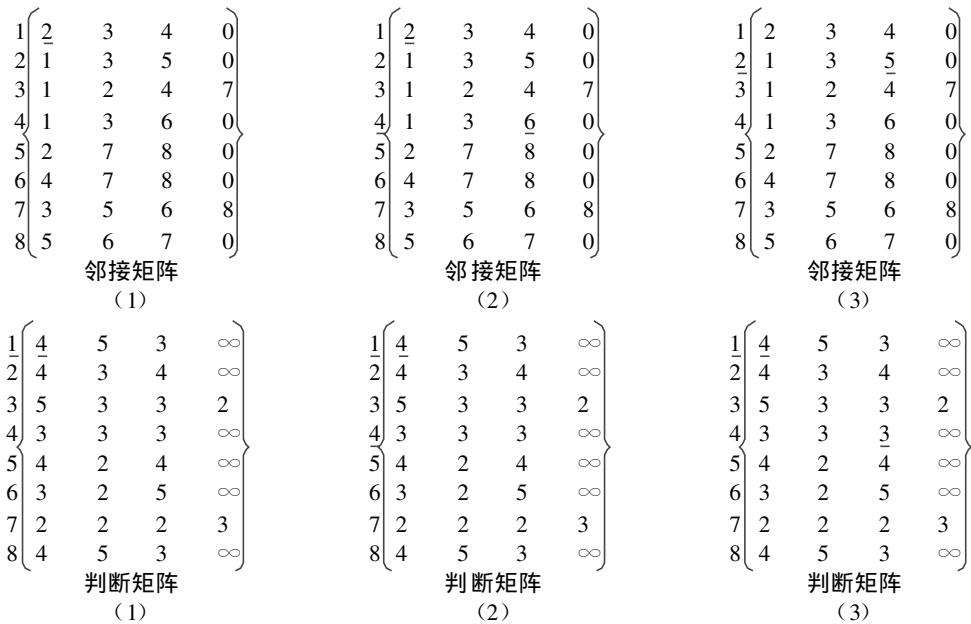 1 2 3 4 0 1 2 3 4 0 1 2 3 4 0
2 1 3 5 0 2 1 3 5 0 2 1 3 5 0
3 1 2 4 7 3 1 2 4 7 3 1 2 4 7
4 1 3 6 0 4 1 3 6 0 4 1 3 6 0
5 2 7 8 0 5 2 7 8 0 5 2 7 8 0
6 4 7 8 0 6 4 7 8 0 6 4 7 8 0
7 3 5 6 8 7 3 5 6 8 7 3 5 6 8
8 5 6 7 0 8 5 6 7 0 8 5 6 7 0
邻接矩阵 邻接矩阵 邻接矩阵
（1） （2） （3）
1 4 5 3 ∞ 1 4 5 3 ∞ 1 4 5 3 ∞
2 4 3 4 ∞ 2 4 3 4 ∞ 2 4 3 4 ∞
3 5 3 3 2 3 5 3 3 2 3 5 3 3 2
4 3 3 3 ∞ 4 3 3 3 ∞ 4 3 3 3 ∞
5 4 2 4 ∞ 5 4 2 4 ∞ 5 4 2 4 ∞
6 3 2 5 ∞ 6 3 2 5 ∞ 6 3 2 5 ∞
7 2 2 2 3 7 2 2 2 3 7 2 2 2 3
8 4 5 3 ∞ 8 4 5 3 ∞ 8 4 5 3 ∞
判断矩阵 判断矩阵 判断矩阵
（1） （2） （3）